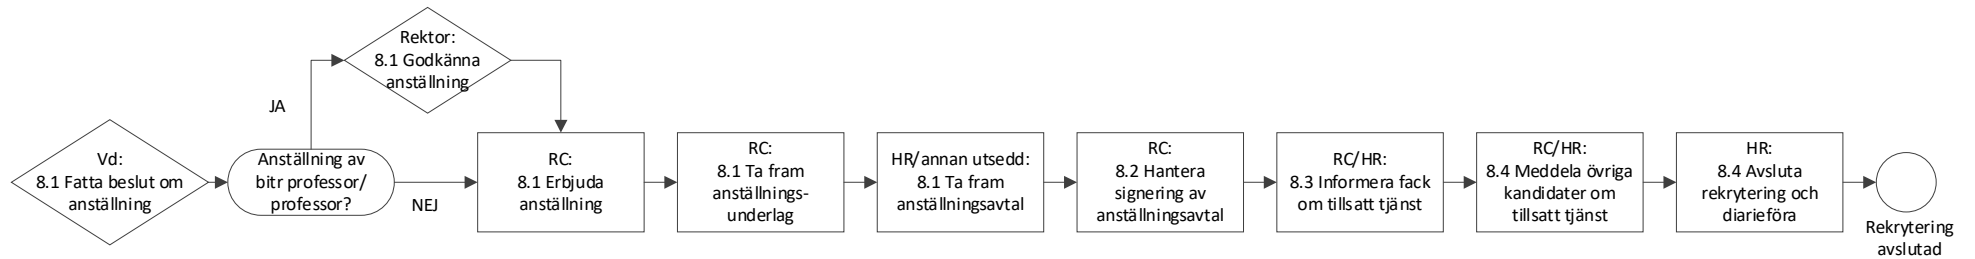 Rektor:
8.1 Godkänna
anställning
JA
Vd:
8.1 Fatta beslut om
anställning
Anställning av
bitr professor/
professor?
NEJ
RC:
8.1 Erbjuda
anställning
RC:
8.1 Ta fram
anställnings-
underlag
HR/annan utsedd:
8.1 Ta fram
anställningsavtal
RC:
8.2 Hantera
signering av
anställningsavtal
RC/HR:
8.3 Informera fack
om tillsatt tjänst
RC/HR:
8.4 Meddela övriga
kandidater om
tillsatt tjänst
HR:
8.4 Avsluta
rekrytering och
diarieföra
Rekrytering
avslutad